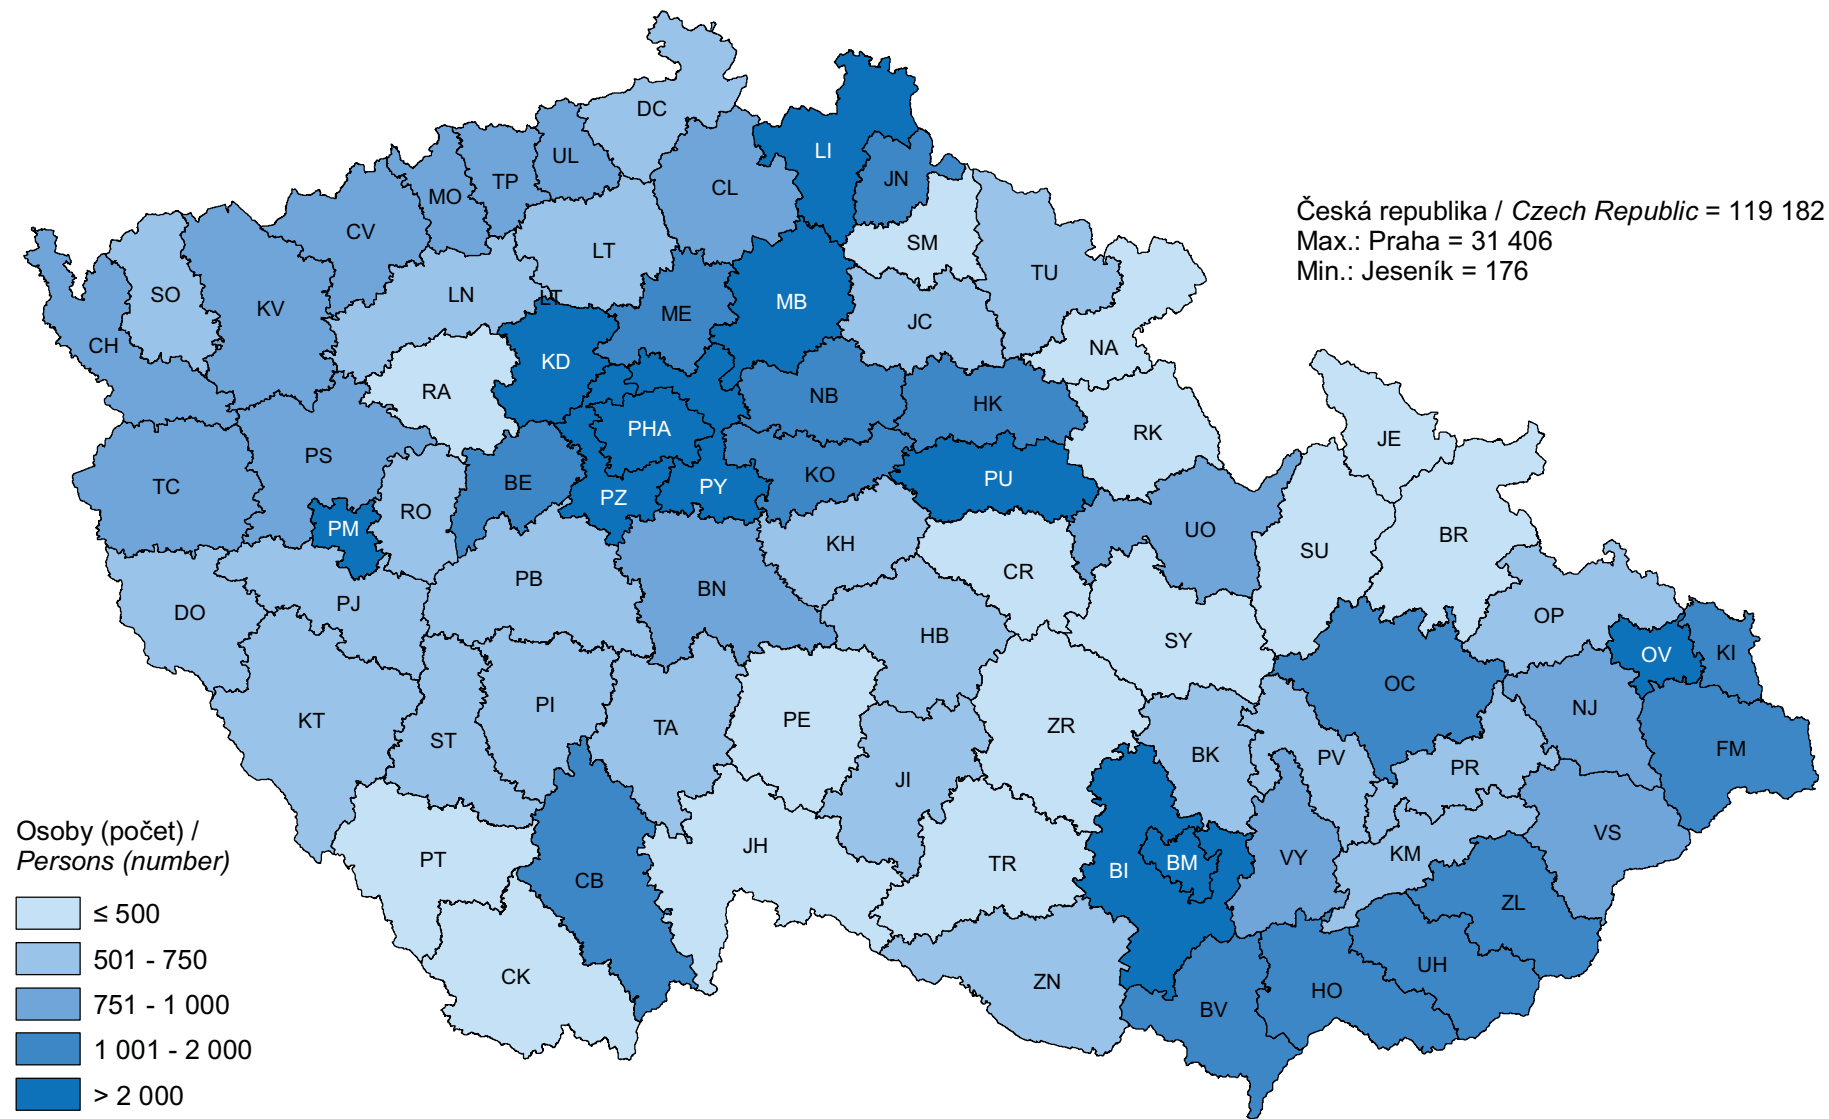 DC
LI
UL
JN
TP
CL
MO
CV
SM
Česká republika / Czech Republic = 119 182
Max.: Praha = 31 406
Min.: Jeseník = 176
LT
TU
SO
LN
LT
KV
MB
ME
JC
CH
NA
KD
RA
NB
HK
PHA
RK
JE
PS
TC
BE
KO
PU
PY
PZ
RO
PM
UO
BR
SU
KH
CR
PB
BN
PJ
DO
OP
HB
SY
OV
KI
OC
PI
KT
PE
TA
ST
ZR
NJ
FM
BK
PV
PR
JI
Osoby (počet) /
Persons (number)
VS
JH
PT
TR
BI
BM
VY
KM
CB
ZL
≤ 500
501 - 750
UH
CK
ZN
HO
751 - 1 000
BV
1 001 - 2 000
> 2 000